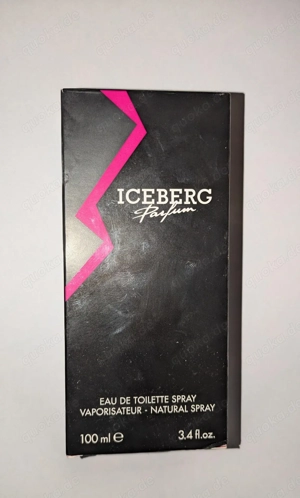 ICEBERG
Parfum
EAU DE TOILETTE SPRAY
VAPORISATEUR - NATURAL SPRAY
100 ml ℮ 3.4 fl.oz.